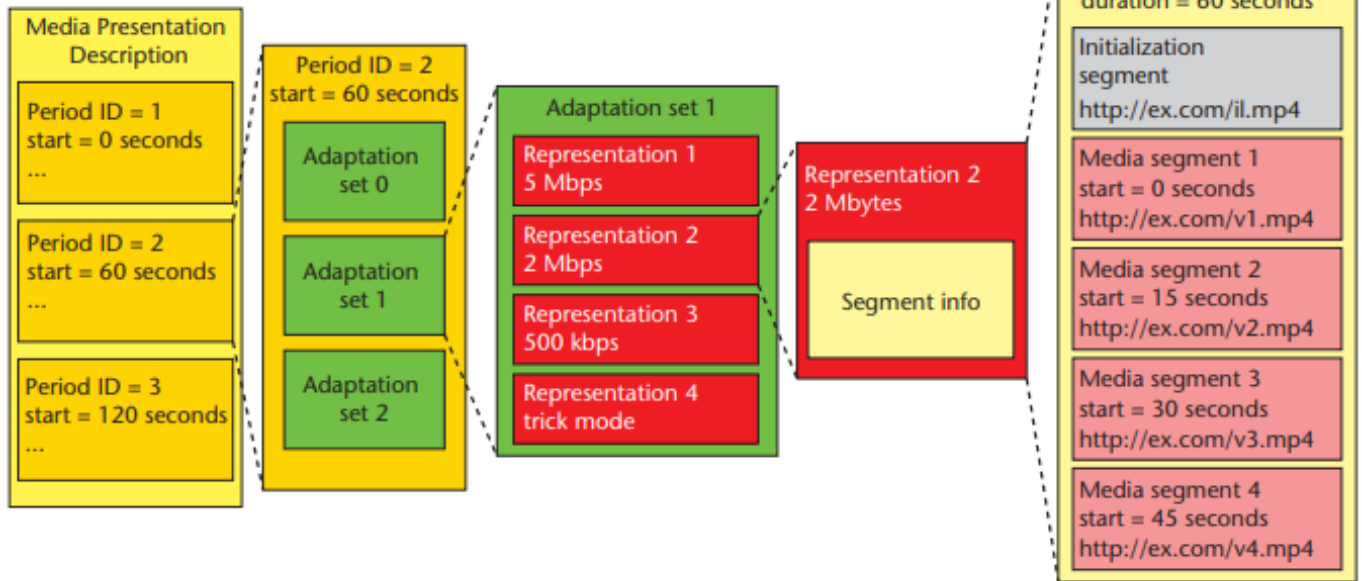 Media Presentation
Description
Period ID = 1
start = 0 seconds
...
Period ID = 2
start = 60 seconds
...
Period ID = 3
start = 120 seconds
...
Period ID = 2
start = 60 seconds
Adaptation
set 0
Adaptation
set 1
Adaptation
set 2
Adaptation set 1
Representation 1
5 Mbps
Representation 2
2 Mbps
Representation 3
500 kbps
Representation 4
trick mode
Representation 2
2 Mbytes
Segment info
duration = 60 seconds
Initialization
segment
http://ex.com/il.mp4
Media segment 1
start = 0 seconds
http://ex.com/v1.mp4
Media segment 2
start = 15 seconds
http://ex.com/v2.mp4
Media segment 3
start = 30 seconds
http://ex.com/v3.mp4
Media segment 4
start = 45 seconds
http://ex.com/v4.mp4